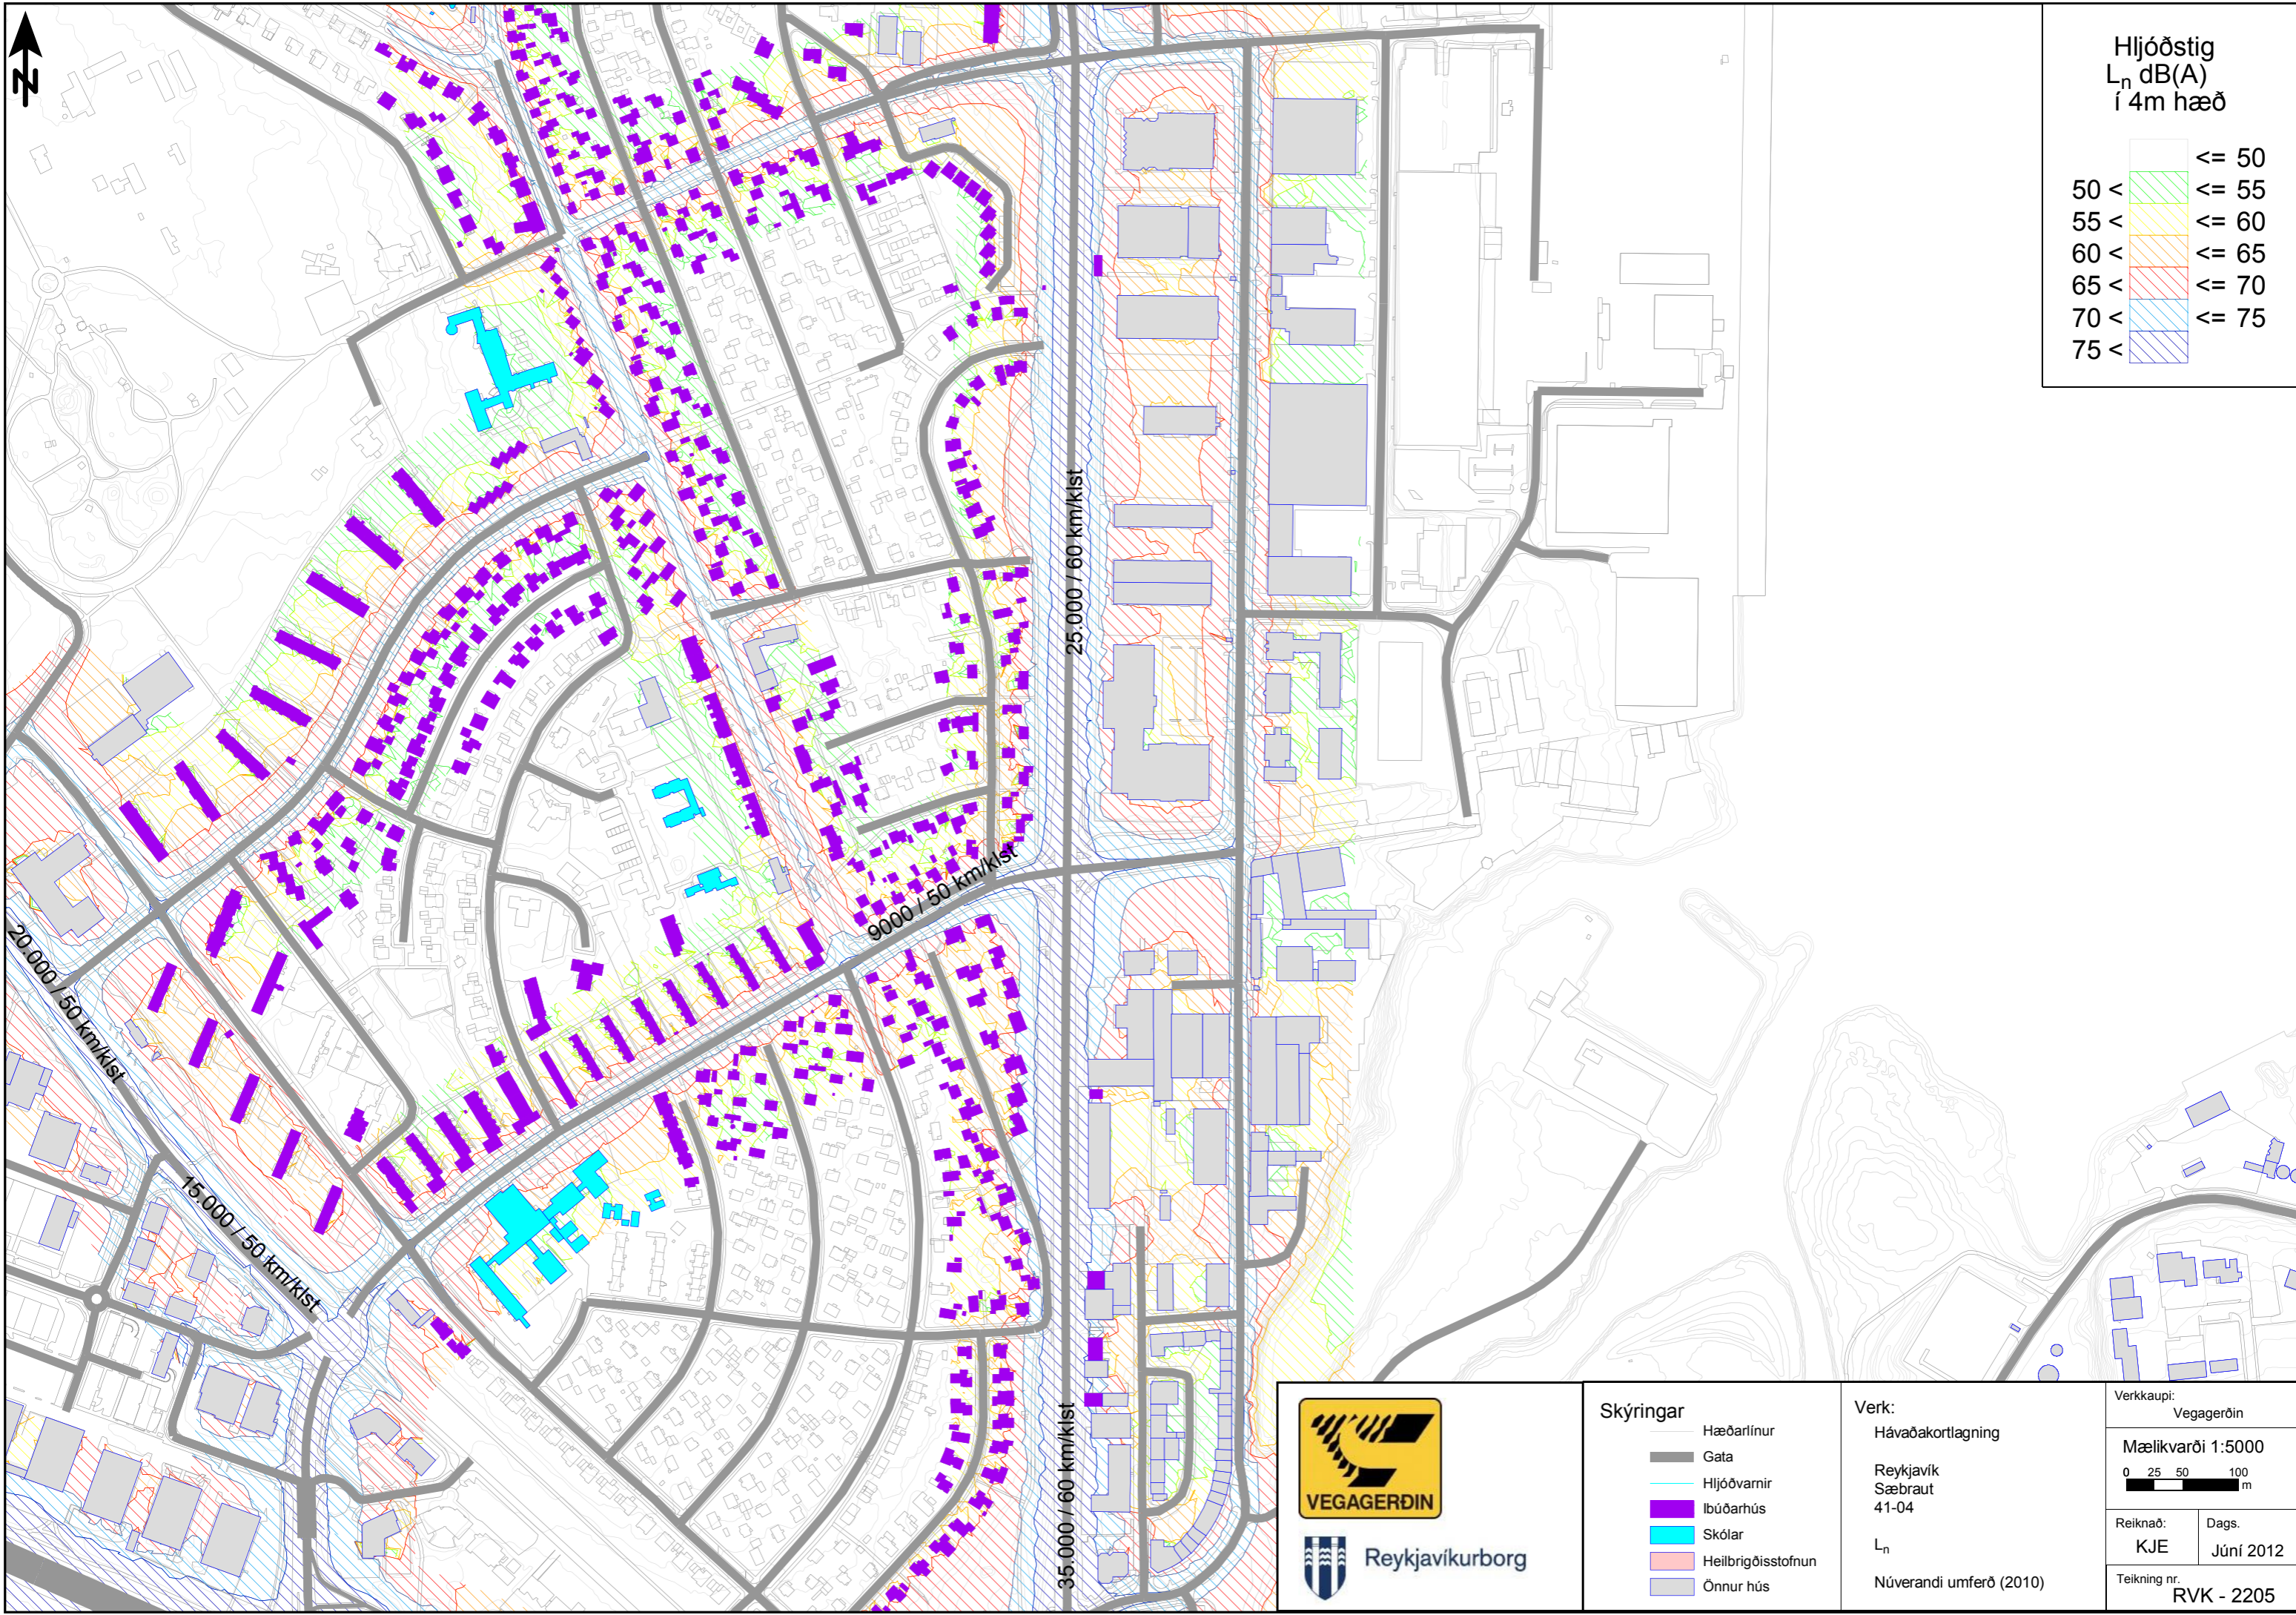 N
Hljóðstig
Ln dB(A)
í 4m hæð
<= 50
50 < <= 55
55 < <= 60
60 < <= 65
65 < <= 70
70 < <= 75
75 <
25.000 / 60 km/klst
9000 / 50 km/klst
20.000 / 50 km/klst
15.000 / 50 km/klst
35.000 / 60 km/klst
VEGAGERÐIN
Reykjavíkurborg
Skýringar
Hæðarlínur
Gata
Hljóðvarnir
Ibúðarhús
Skólar
Heilbrigðisstofnun
Önnur hús
Verk:
Hávaðakortlagning
Reykjavík
Sæbraut
41-04
Ln
Núverandi umferð (2010)
Verkkaupi:
Vegagerðin
Mælikvarði 1:5000
0 25 50 100
m
Reiknað:
KJE
Dags.
Júní 2012
Teikning nr.
RVK - 2205